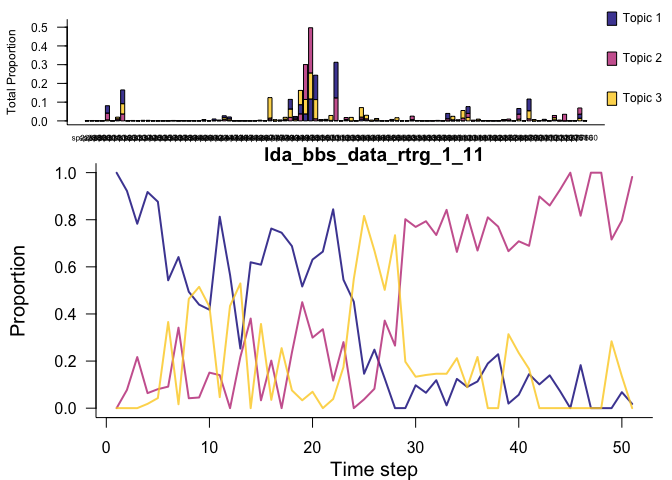 Total Proportion
0.5
0.4
0.3
0.2
0.1
0.0
Topic 1
Topic 2
Topic 3
lda_bbs_data_rtrg_1_11
Proportion
1.0
0.8
0.6
0.4
0.2
0.0
0 10 20 30 40 50
Time step